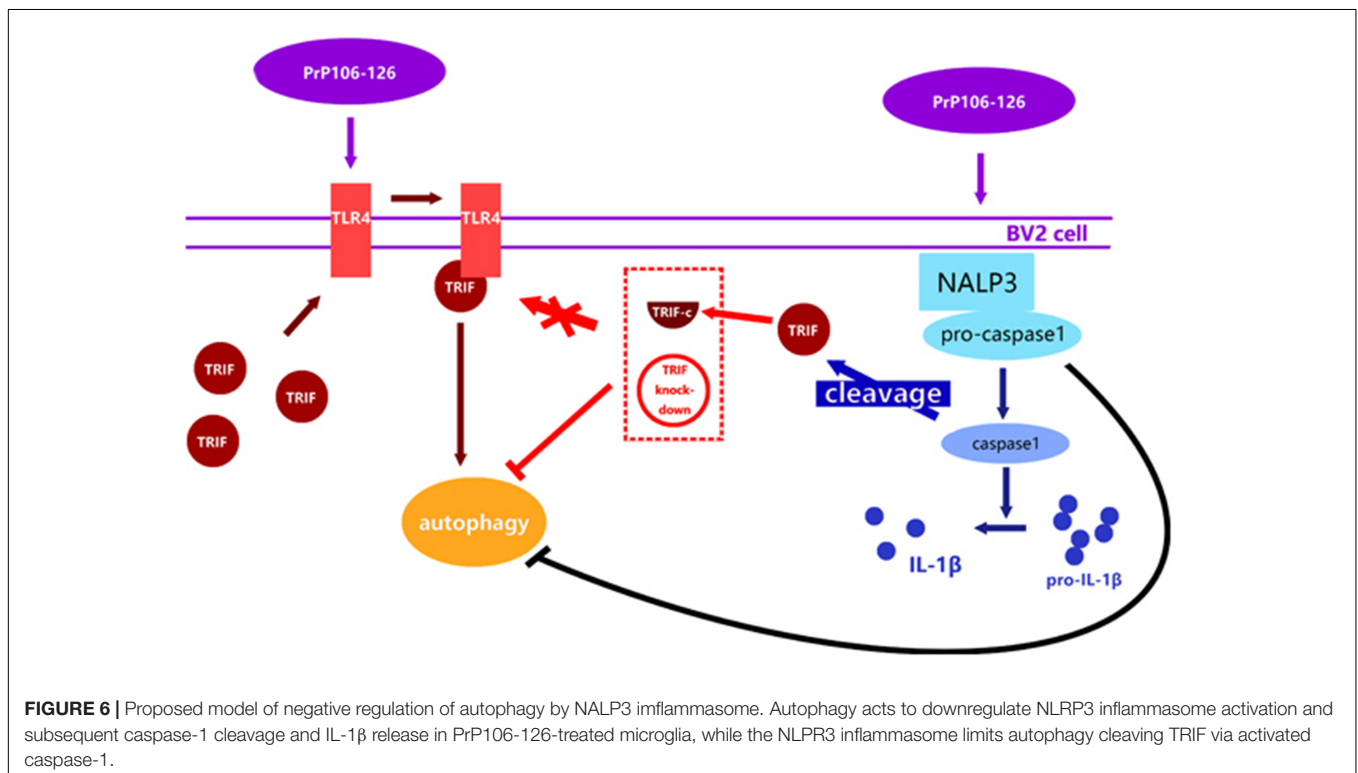 PrP106-126
PrP106-126
TLR4
TLR4
BV2 cell
NALP3
pro-caspase1
TRIF
TRIF-c
TRIF
TRIF
TRIF
TRIF
TRIF
knock-
down
cleavage
caspase1
autophagy
IL-1β
pro-IL-1β
FIGURE 6 | Proposed model of negative regulation of autophagy by NALP3 imflammasome. Autophagy acts to downregulate NLRP3 inflammasome activation and
subsequent caspase-1 cleavage and IL-1β release in PrP106-126-treated microglia, while the NLPR3 inflammasome limits autophagy cleaving TRIF via activated
caspase-1.